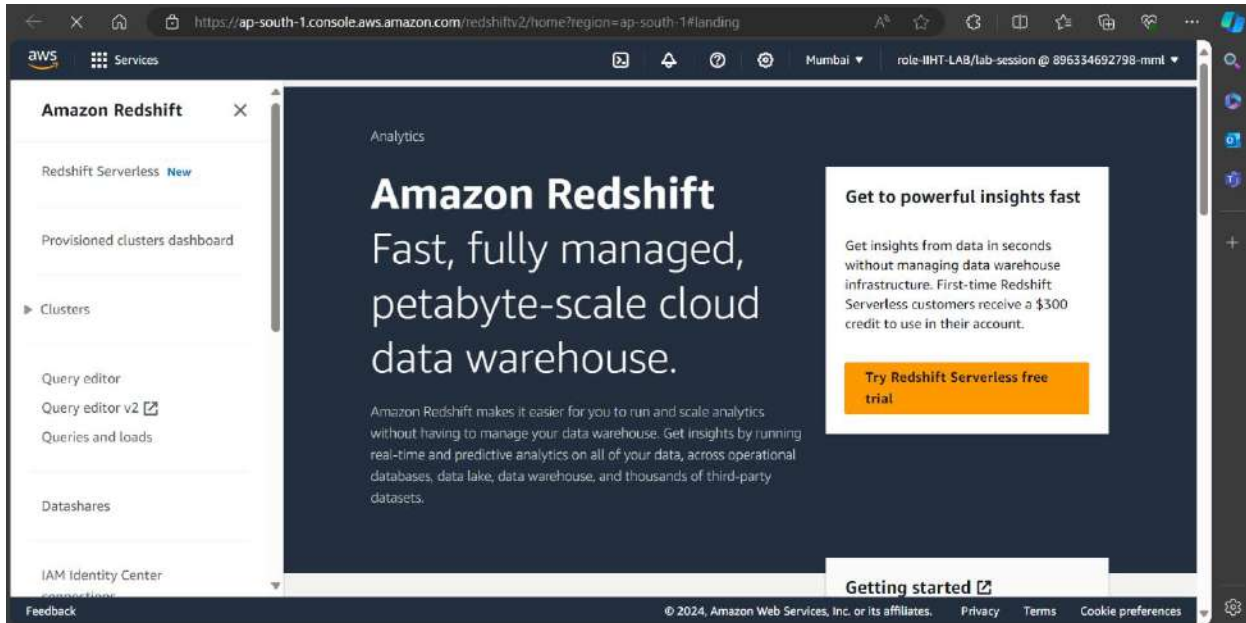 https://ap-south-1.console.aws.amazon.com/redshiftv2/home?region=ap-south-1#landing
aws
Services
Mumbai
role-IIHT-LAB/lab-session @ 896334692798-mml
Amazon Redshift
Redshift Serverless New
Provisioned clusters dashboard
Clusters
Query editor
Query editor v2
Queries and loads
Datashares
IAM Identity Center
connections
Analytics
Amazon Redshift
Fast, fully managed,
petabyte-scale cloud
data warehouse.
Amazon Redshift makes it easier for you to run and scale analytics
without having to manage your data warehouse. Get insights by running
real-time and predictive analytics on all of your data, across operational
databases, data lake, data warehouse, and thousands of third-party
datasets.
Get to powerful insights fast
Get insights from data in seconds
without managing data warehouse
infrastructure. First-time Redshift
Serverless customers receive a $300
credit to use in their account.
Try Redshift Serverless free
trial
Getting started
Feedback
© 2024, Amazon Web Services, Inc. or its affiliates.
Privacy
Terms
Cookie preferences